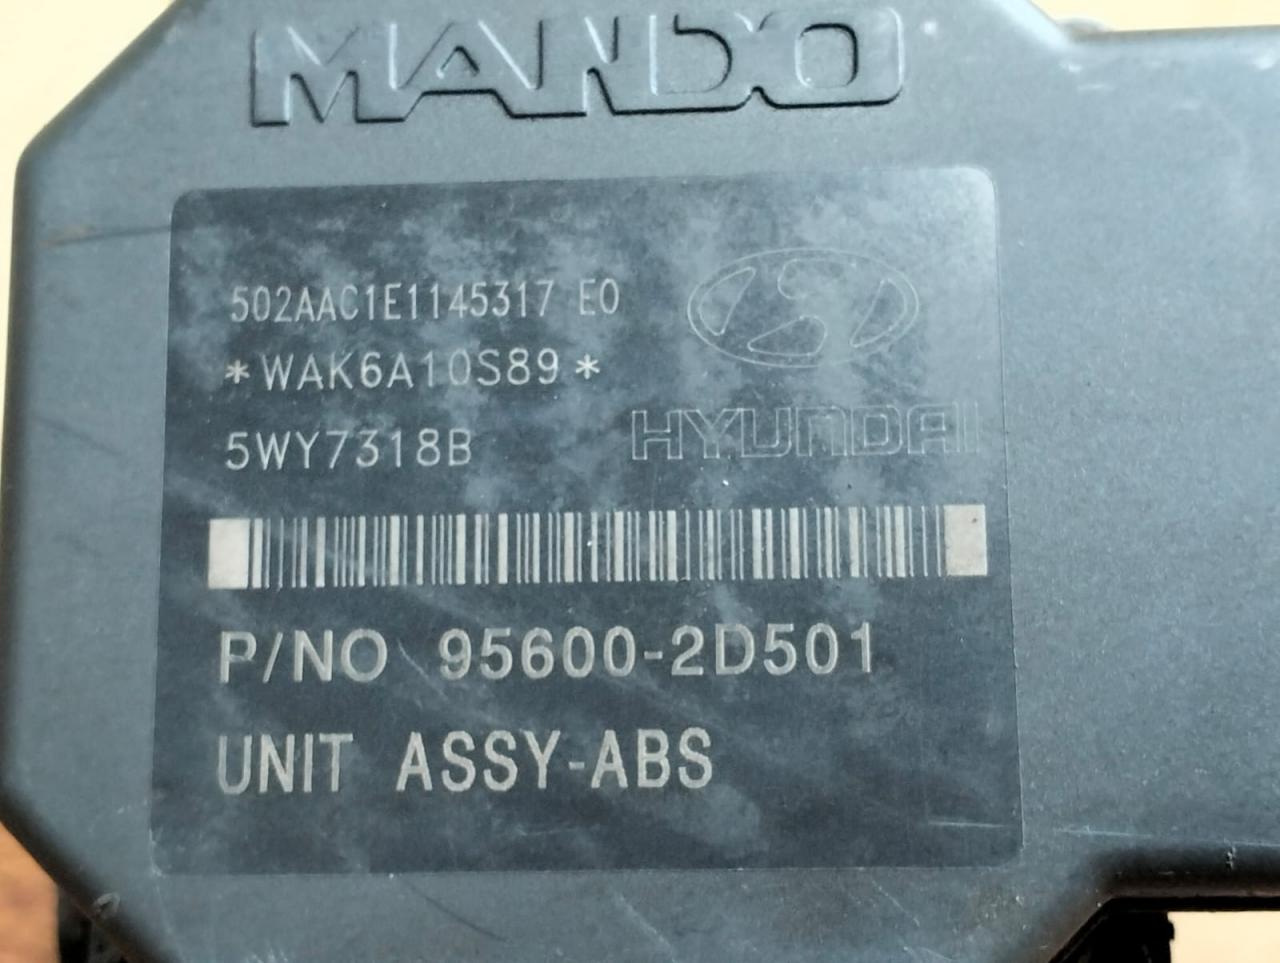 MANDO
502AAC1E1145317 E0
*WAK6A10S89*
5WY7318B
HYUNDAI
P/NO 95600-2D501
UNIT ASSY-ABS